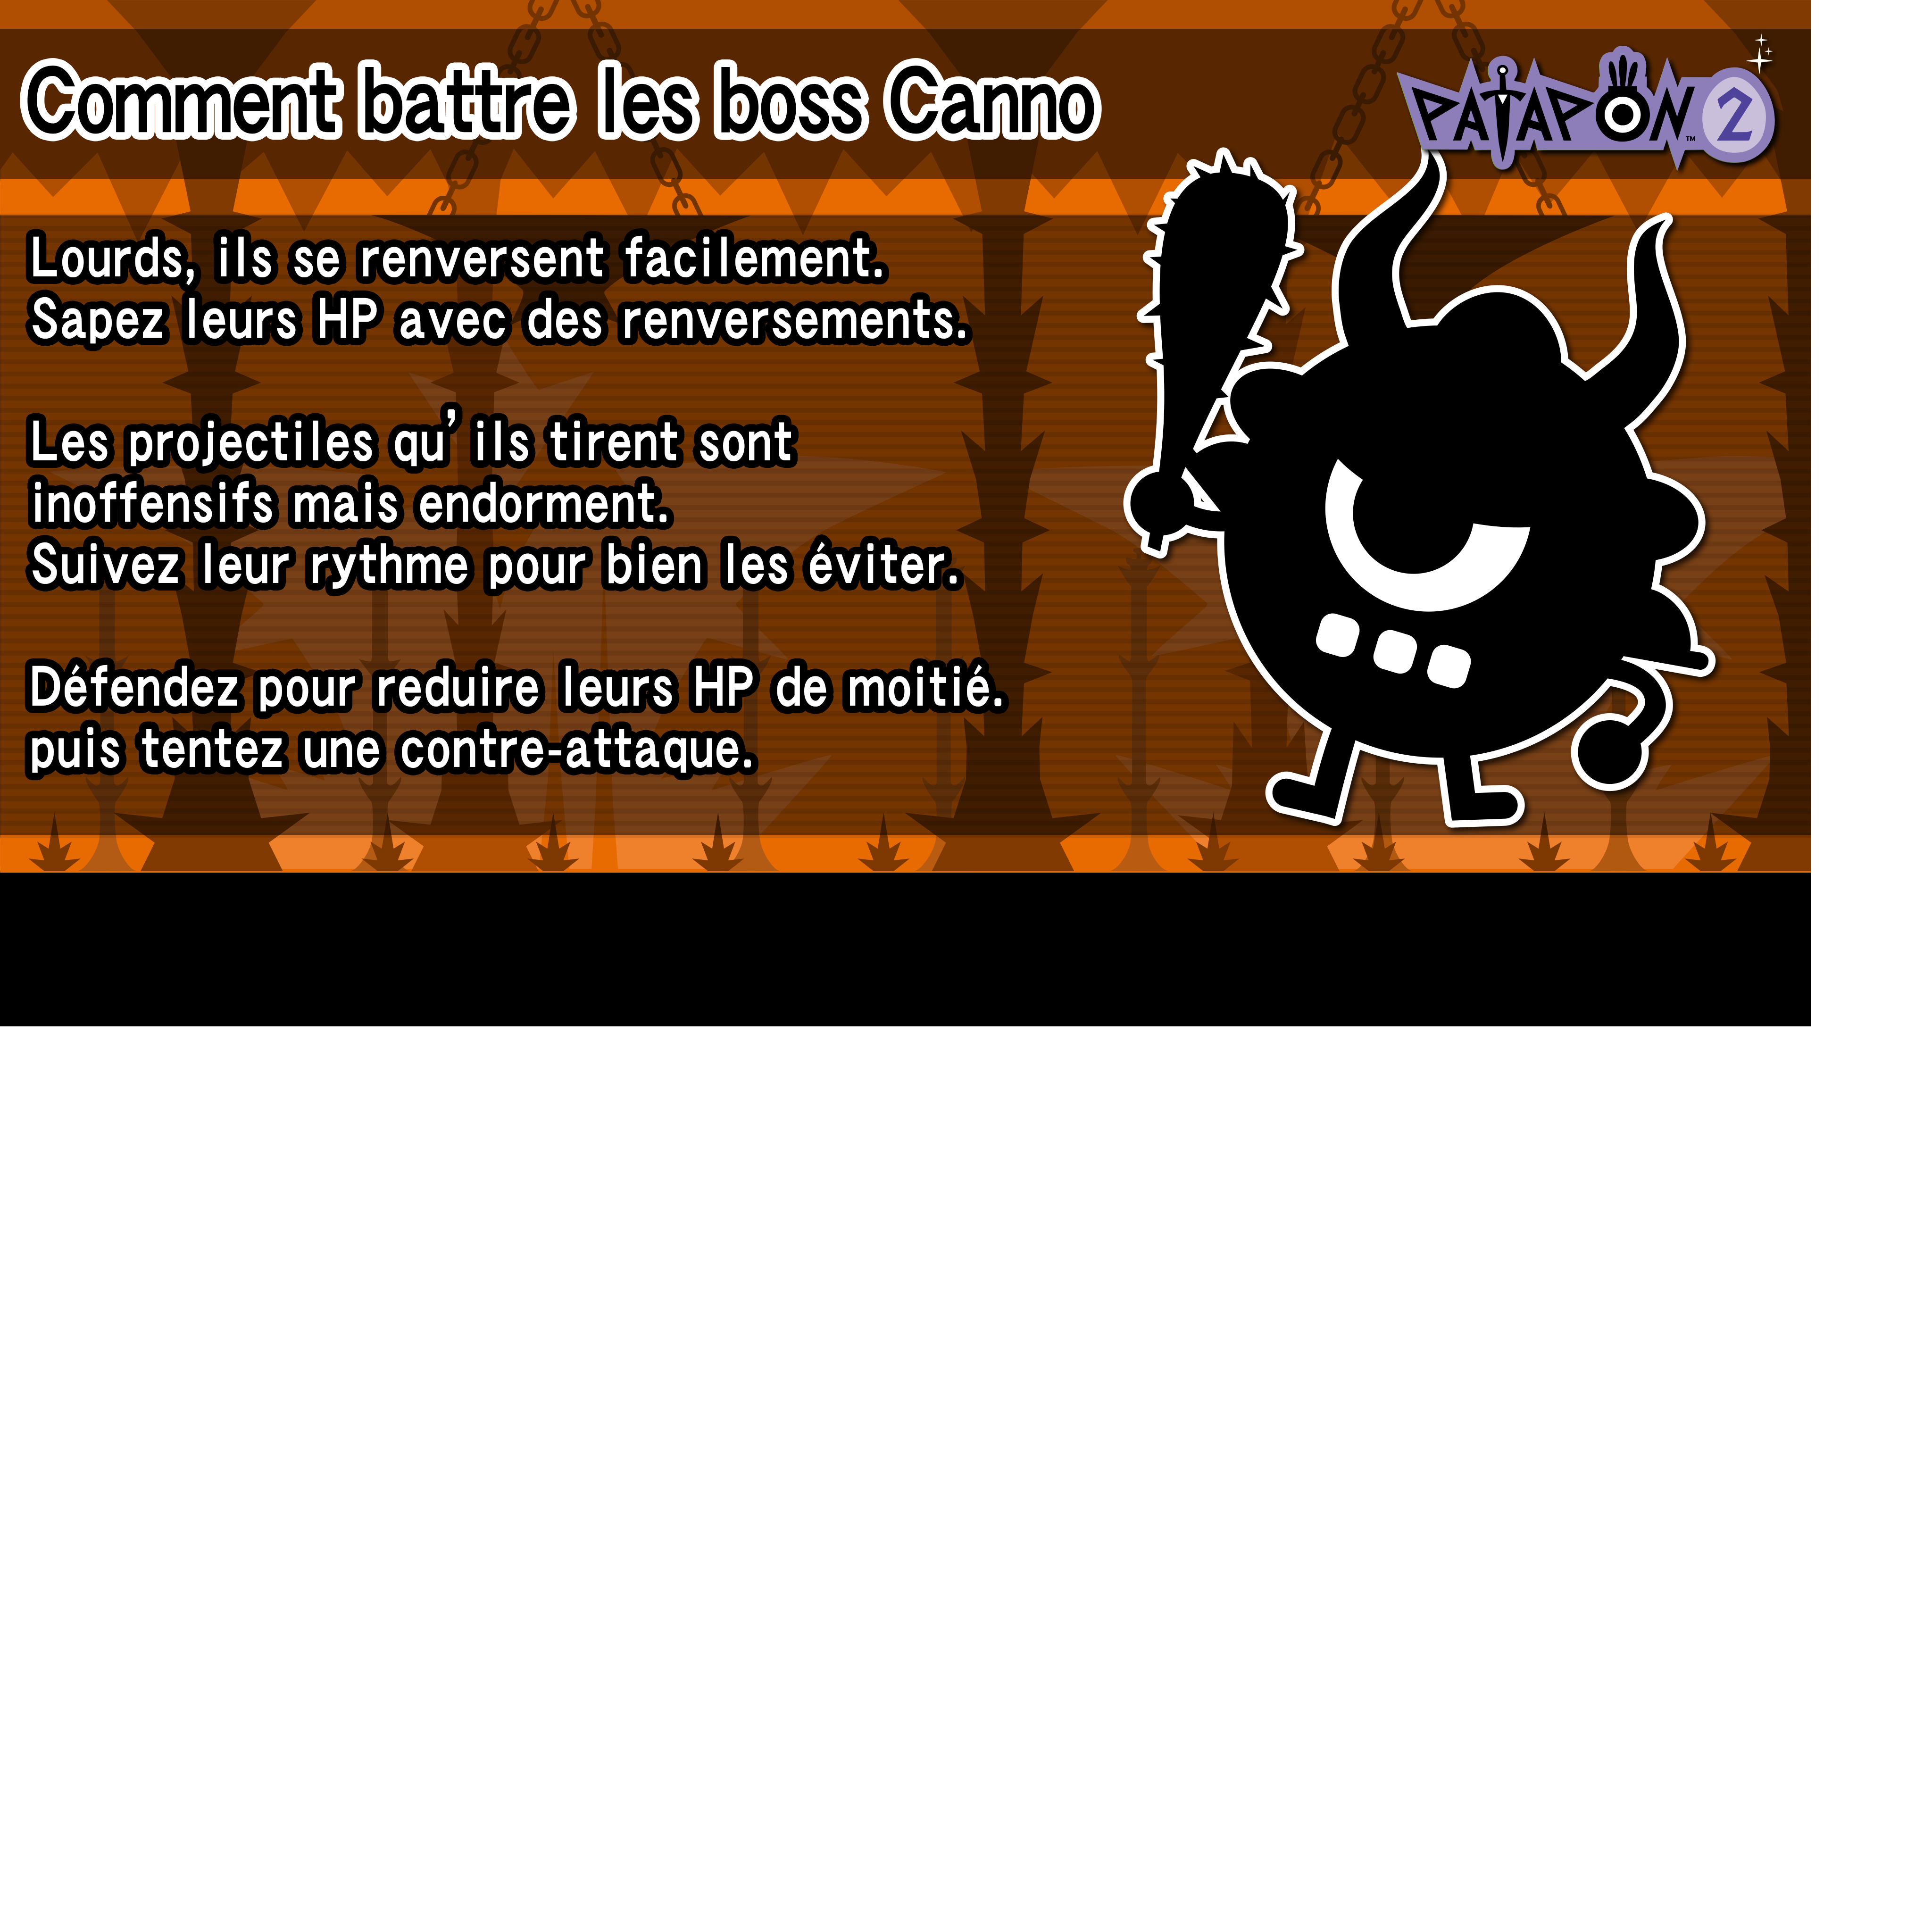 Comment battre les boss Canno
PATAPON™ 2
Lourds, ils se renversent facilement.
Sapez leurs HP avec des renversements.
Les projectiles qu'ils tirent sont
inoffensifs mais endorment.
Suivez leur rythme pour bien les éviter.
Défendez pour reduire leurs HP de moitié.
puis tentez une contre-attaque.